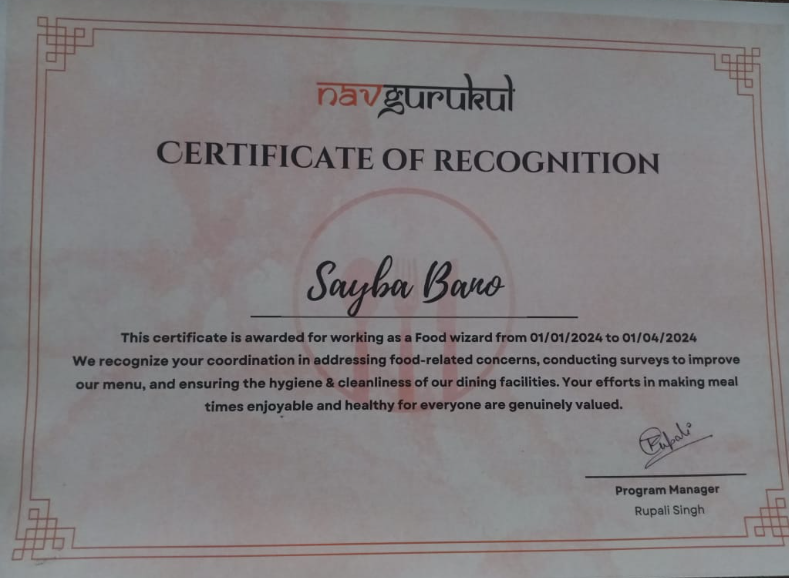 navgurukul
CERTIFICATE OF RECOGNITION
Sayba Bano
This certificate is awarded for working as a Food wizard from 01/01/2024 to 01/04/2024
We recognize your coordination in addressing food-related concerns, conducting surveys to improve
our menu, and ensuring the hygiene & cleanliness of our dining facilities. Your efforts in making meal
times enjoyable and healthy for everyone are genuinely valued.
Rupali
Program Manager
Rupali Singh